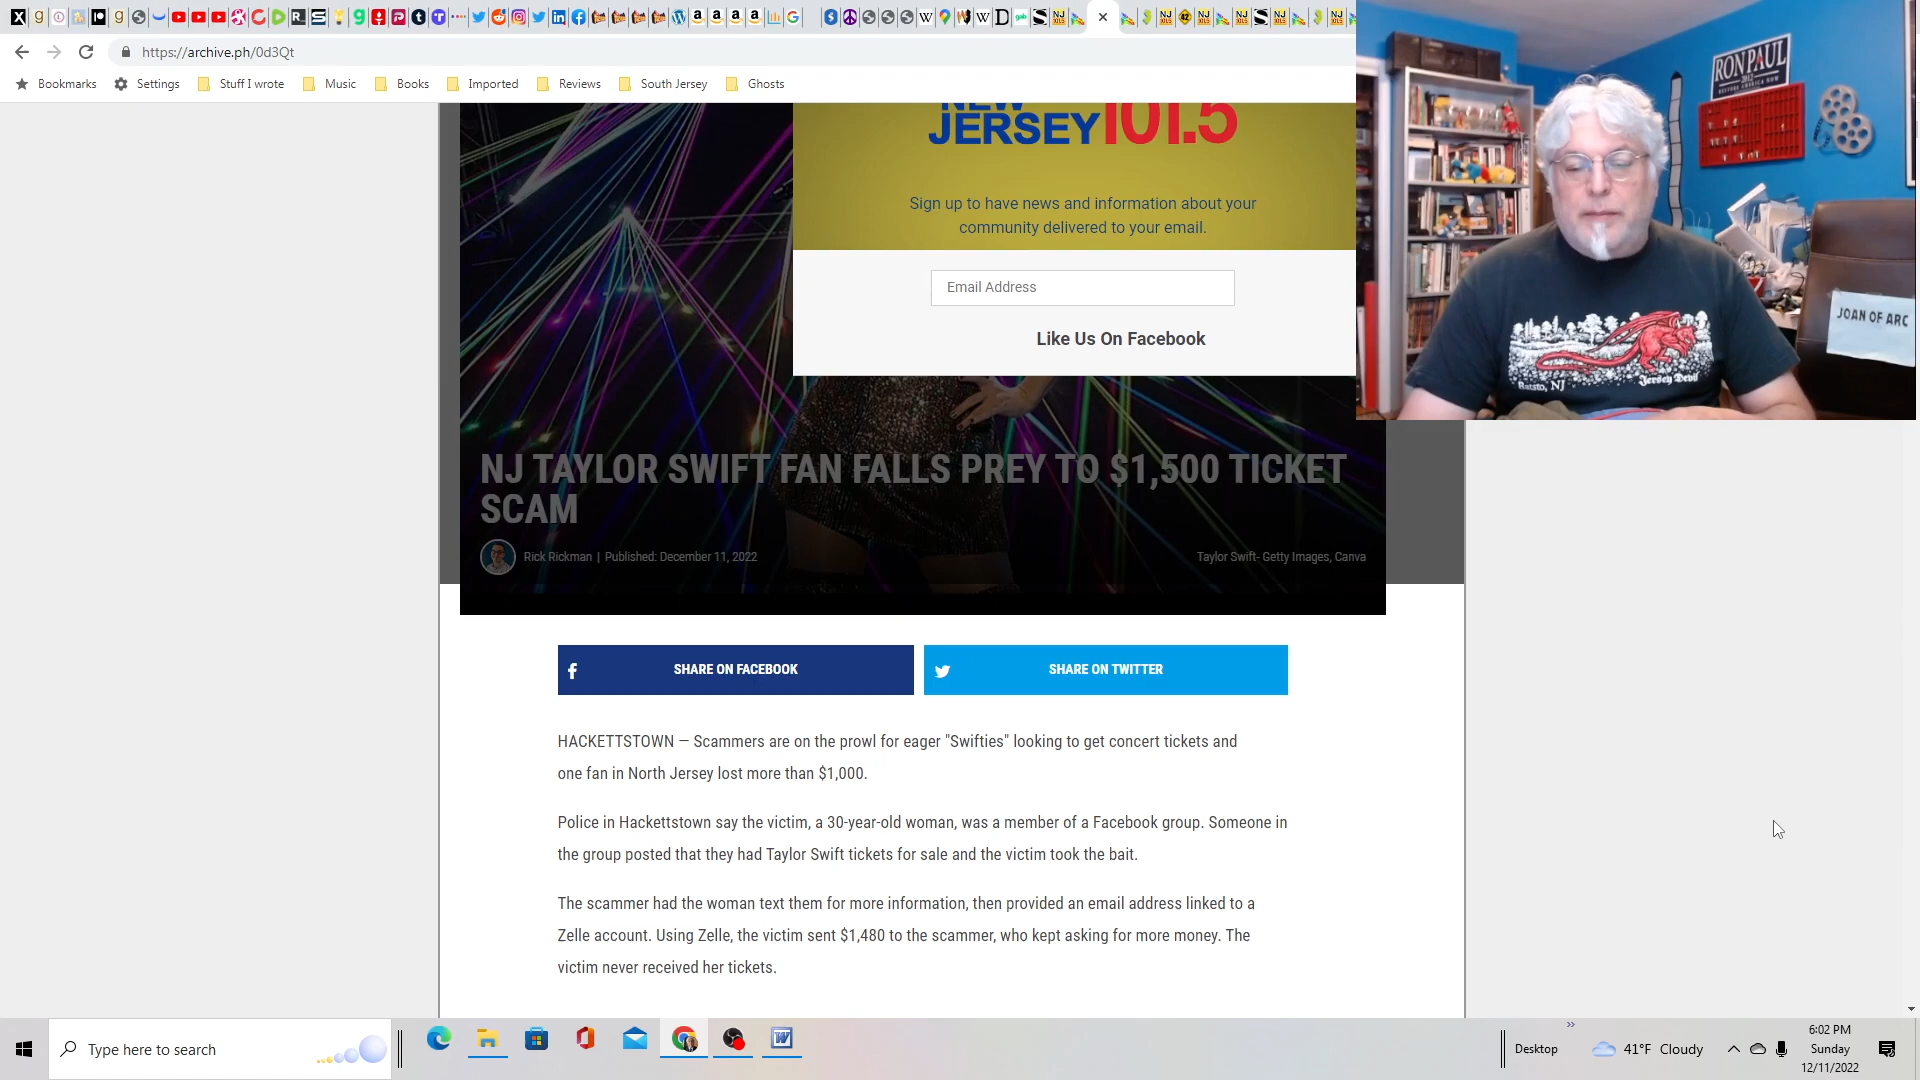 https://archive.ph/0d3Qt
Bookmarks Settings Stuff I wrote Music Books Imported Reviews South Jersey Ghosts
NEW
JERSEY 101.5
Sign up to have news and information about your
community delivered to your email.
Email Address
Like Us On Facebook
RON PAUL
2012
JOAN OF ARC
Batsto, NJ
Jersey Devil
NJ TAYLOR SWIFT FAN FALLS PREY TO $1,500 TICKET
SCAM
Rick Rickman | Published: December 11, 2022
Taylor Swift- Getty Images, Canva
SHARE ON FACEBOOK
SHARE ON TWITTER
HACKETTSTOWN — Scammers are on the prowl for eager "Swifties" looking to get concert tickets and
one fan in North Jersey lost more than $1,000.
Police in Hackettstown say the victim, a 30-year-old woman, was a member of a Facebook group. Someone in
the group posted that they had Taylor Swift tickets for sale and the victim took the bait.
The scammer had the woman text them for more information, then provided an email address linked to a
Zelle account. Using Zelle, the victim sent $1,480 to the scammer, who kept asking for more money. The
victim never received her tickets.
Type here to search
Desktop
41°F Cloudy
6:02 PM
Sunday
12/11/2022